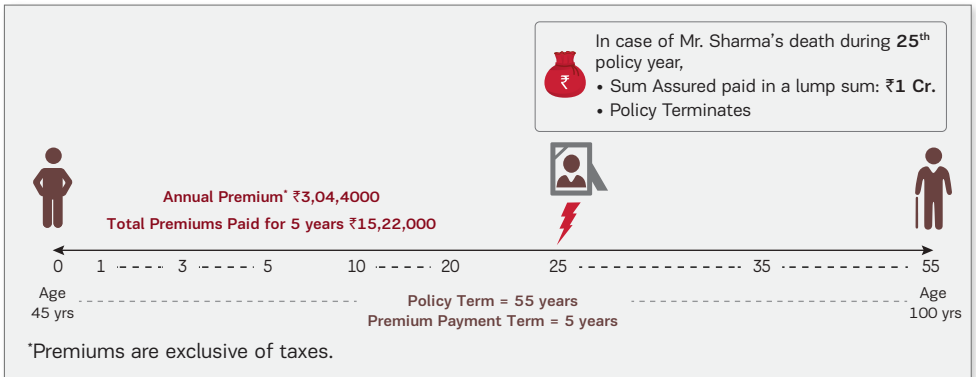 In case of Mr. Sharma's death during 25th
policy year,
• Sum Assured paid in a lump sum: ₹1 Cr.
• Policy Terminates
₹
Annual Premium* ₹3,04,4000
Total Premiums Paid for 5 years ₹15,22,000
0 1 ----- 3 ----- 5 10 ----- 20 25 ----- 35 ----- 55
Age
45 yrs
Policy Term = 55 years
Premium Payment Term = 5 years
Age
100 yrs
*Premiums are exclusive of taxes.